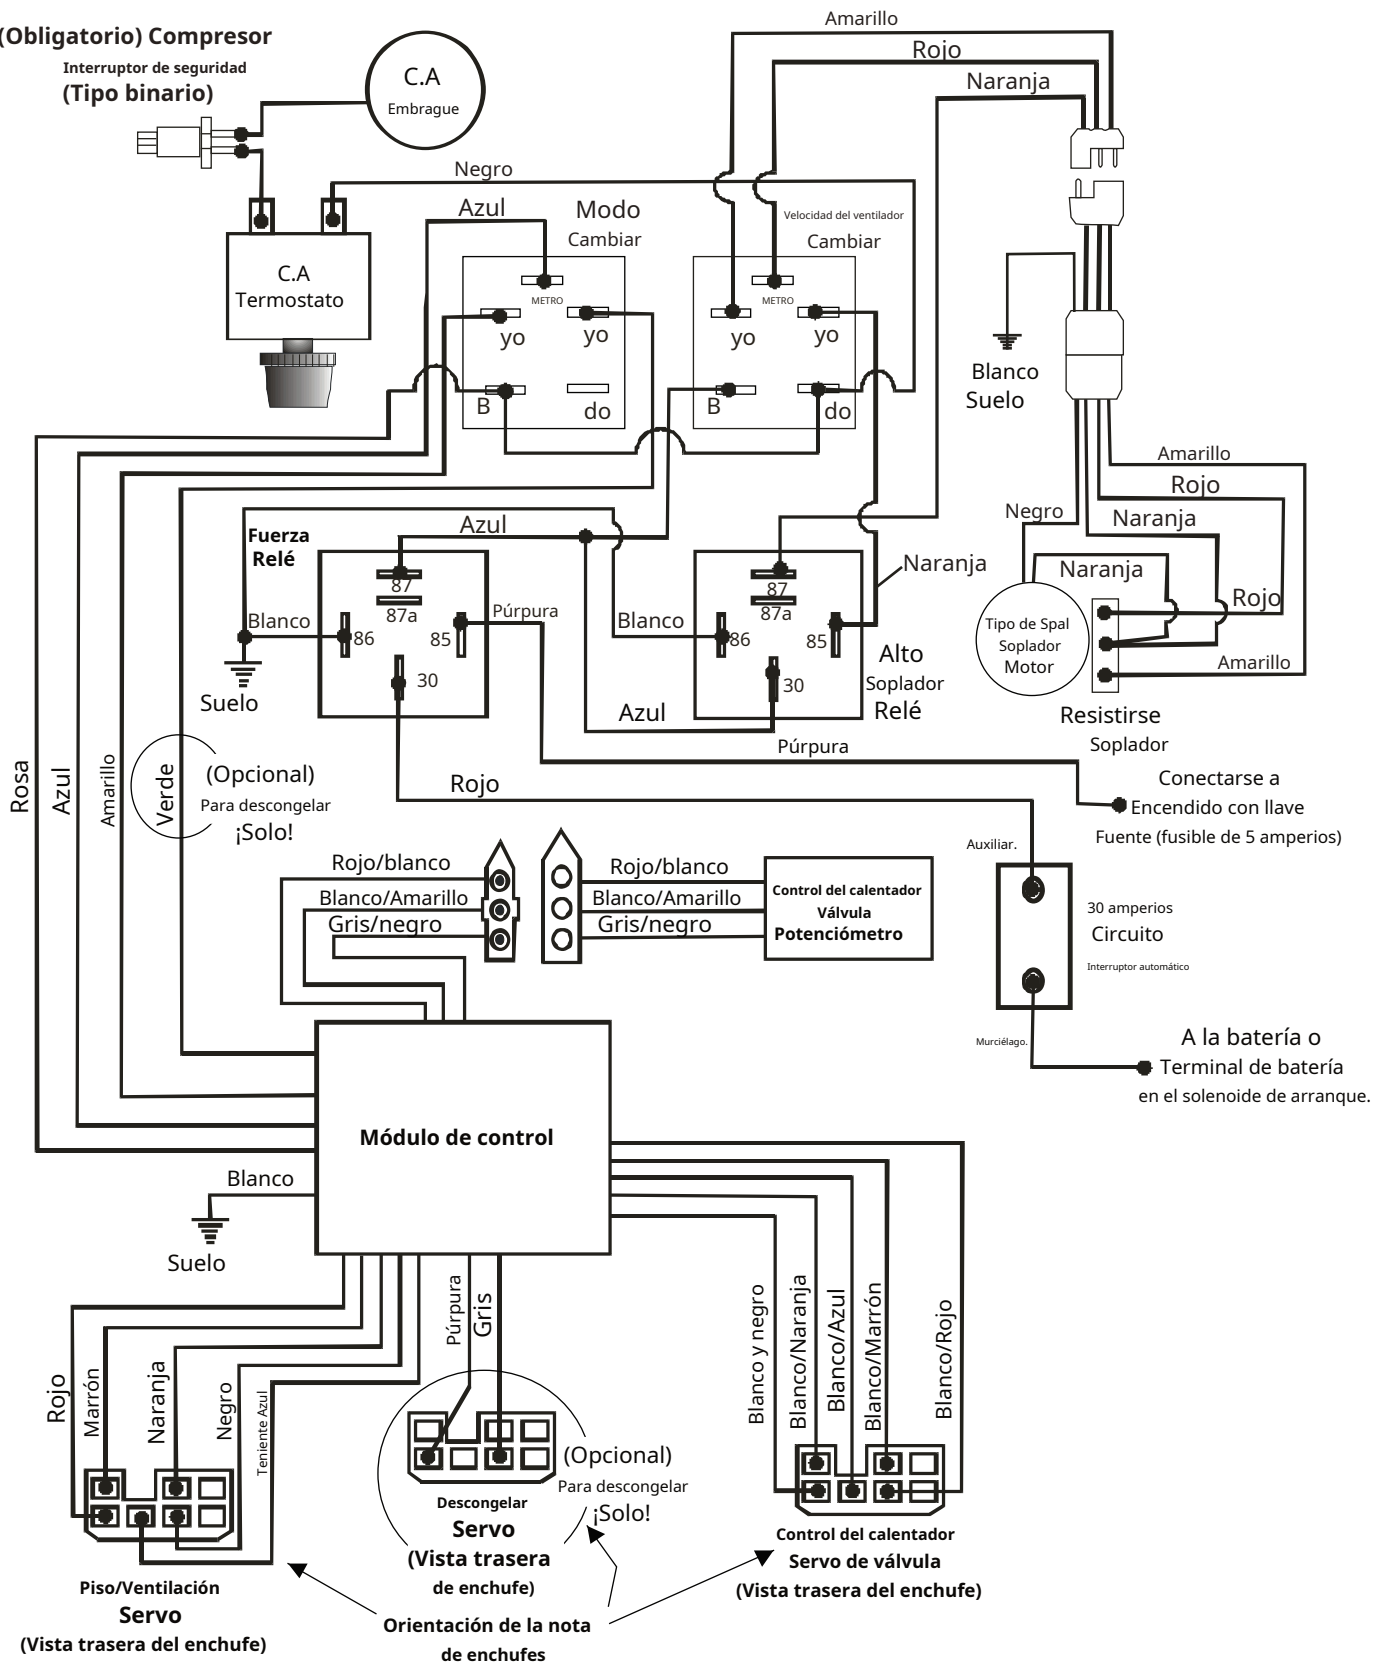 (Obligatorio) Compresor
Interruptor de seguridad
(Tipo binario)
C.A
Embrague
Amarillo
Rojo
Naranja
Negro
Azul
Modo
Cambiar
Velocidad del ventilador
Cambiar
C.A
Termostato
METRO
yo
yo
B
do
METRO
yo
yo
B
do
Blanco
Suelo
Amarillo
Rojo
Naranja
Negro
Naranja
Rojo
Amarillo
Tipo de Spal
Soplador
Motor
Resistirse
Soplador
Fuerza
Relé
Azul
Blanco
87
87a
86
85
30
Púrpura
Suelo
Blanco
87
87a
86
85
30
Naranja
Alto
Soplador
Relé
Azul
Púrpura
Rojo
Conectarse a
Encendido con llave
Fuente (fusible de 5 amperios)
Rosa
Azul
Amarillo
Verde
(Opcional)
Para descongelar
¡Solo!
Rojo/blanco
Blanco/Amarillo
Gris/negro
Rojo/blanco
Blanco/Amarillo
Gris/negro
Control del calentador
Válvula
Potenciómetro
Auxiliar.
30 amperios
Circuito
Interruptor automático
Murciélago.
A la batería o
Terminal de batería
en el solenoide de arranque.
Módulo de control
Blanco
Suelo
Rojo
Marrón
Naranja
Negro
Teniente Azul
Púrpura
Gris
Blanco y negro
Blanco/Naranja
Blanco/Azul
Blanco/Marrón
Blanco/Rojo
(Opcional)
Para descongelar
¡Solo!
Descongelar
Servo
(Vista trasera
de enchufe)
Control del calentador
Servo de válvula
(Vista trasera del enchufe)
Piso/Ventilación
Servo
(Vista trasera del enchufe)
Orientación de la nota
de enchufes